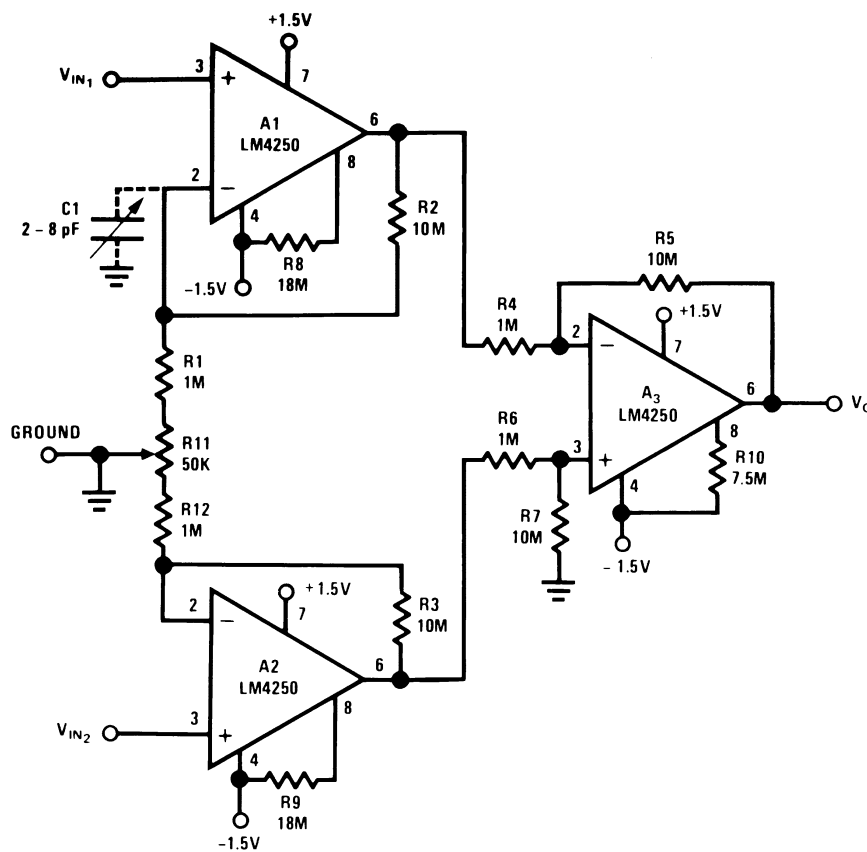 +1.5V
VIN1
3
+
7
A1
LM4250
6
8
2
−
C1
2 – 8 pF
4
R8
18M
−1.5V
R2
10M
R5
10M
R4
1M
+1.5V
R1
1M
2
−
7
A3
LM4250
6
VO
GROUND
R11
50K
R6
1M
3
+
8
R10
7.5M
4
R12
1M
R7
10M
− 1.5V
+1.5V
2
−
7
R3
10M
A2
LM4250
6
8
VIN2
3
+
4
R9
18M
−1.5V